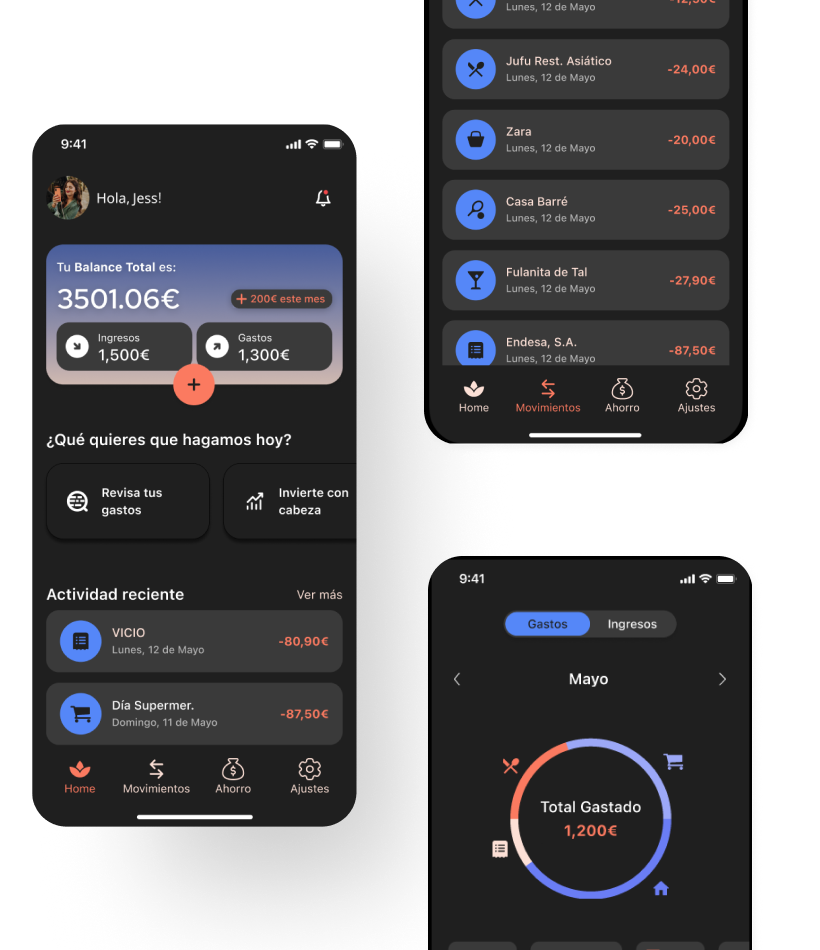 9:41
Hola, Jess!
Tu Balance Total es:
3501.06€
+ 200€ este mes
Ingresos
1,500€
Gastos
1,300€
+
¿Qué quieres que hagamos hoy?
Revisa tus
gastos
Invierte con
cabeza
Actividad reciente
Ver más
VICIO
Lunes, 12 de Mayo
-80,90€
Día Supermer.
Domingo, 11 de Mayo
-87,50€
Home
Movimientos
Ahorro
Ajustes
Lunes, 12 de Mayo
Jufu Rest. Asiático
Lunes, 12 de Mayo
-24,00€
Zara
Lunes, 12 de Mayo
-20,00€
Casa Barré
Lunes, 12 de Mayo
-25,00€
Fulanita de Tal
Lunes, 12 de Mayo
-27,90€
Endesa, S.A.
Lunes, 12 de Mayo
-87,50€
Home
Movimientos
Ahorro
Ajustes
9:41
Gastos
Ingresos
Mayo
Total Gastado
1,200€